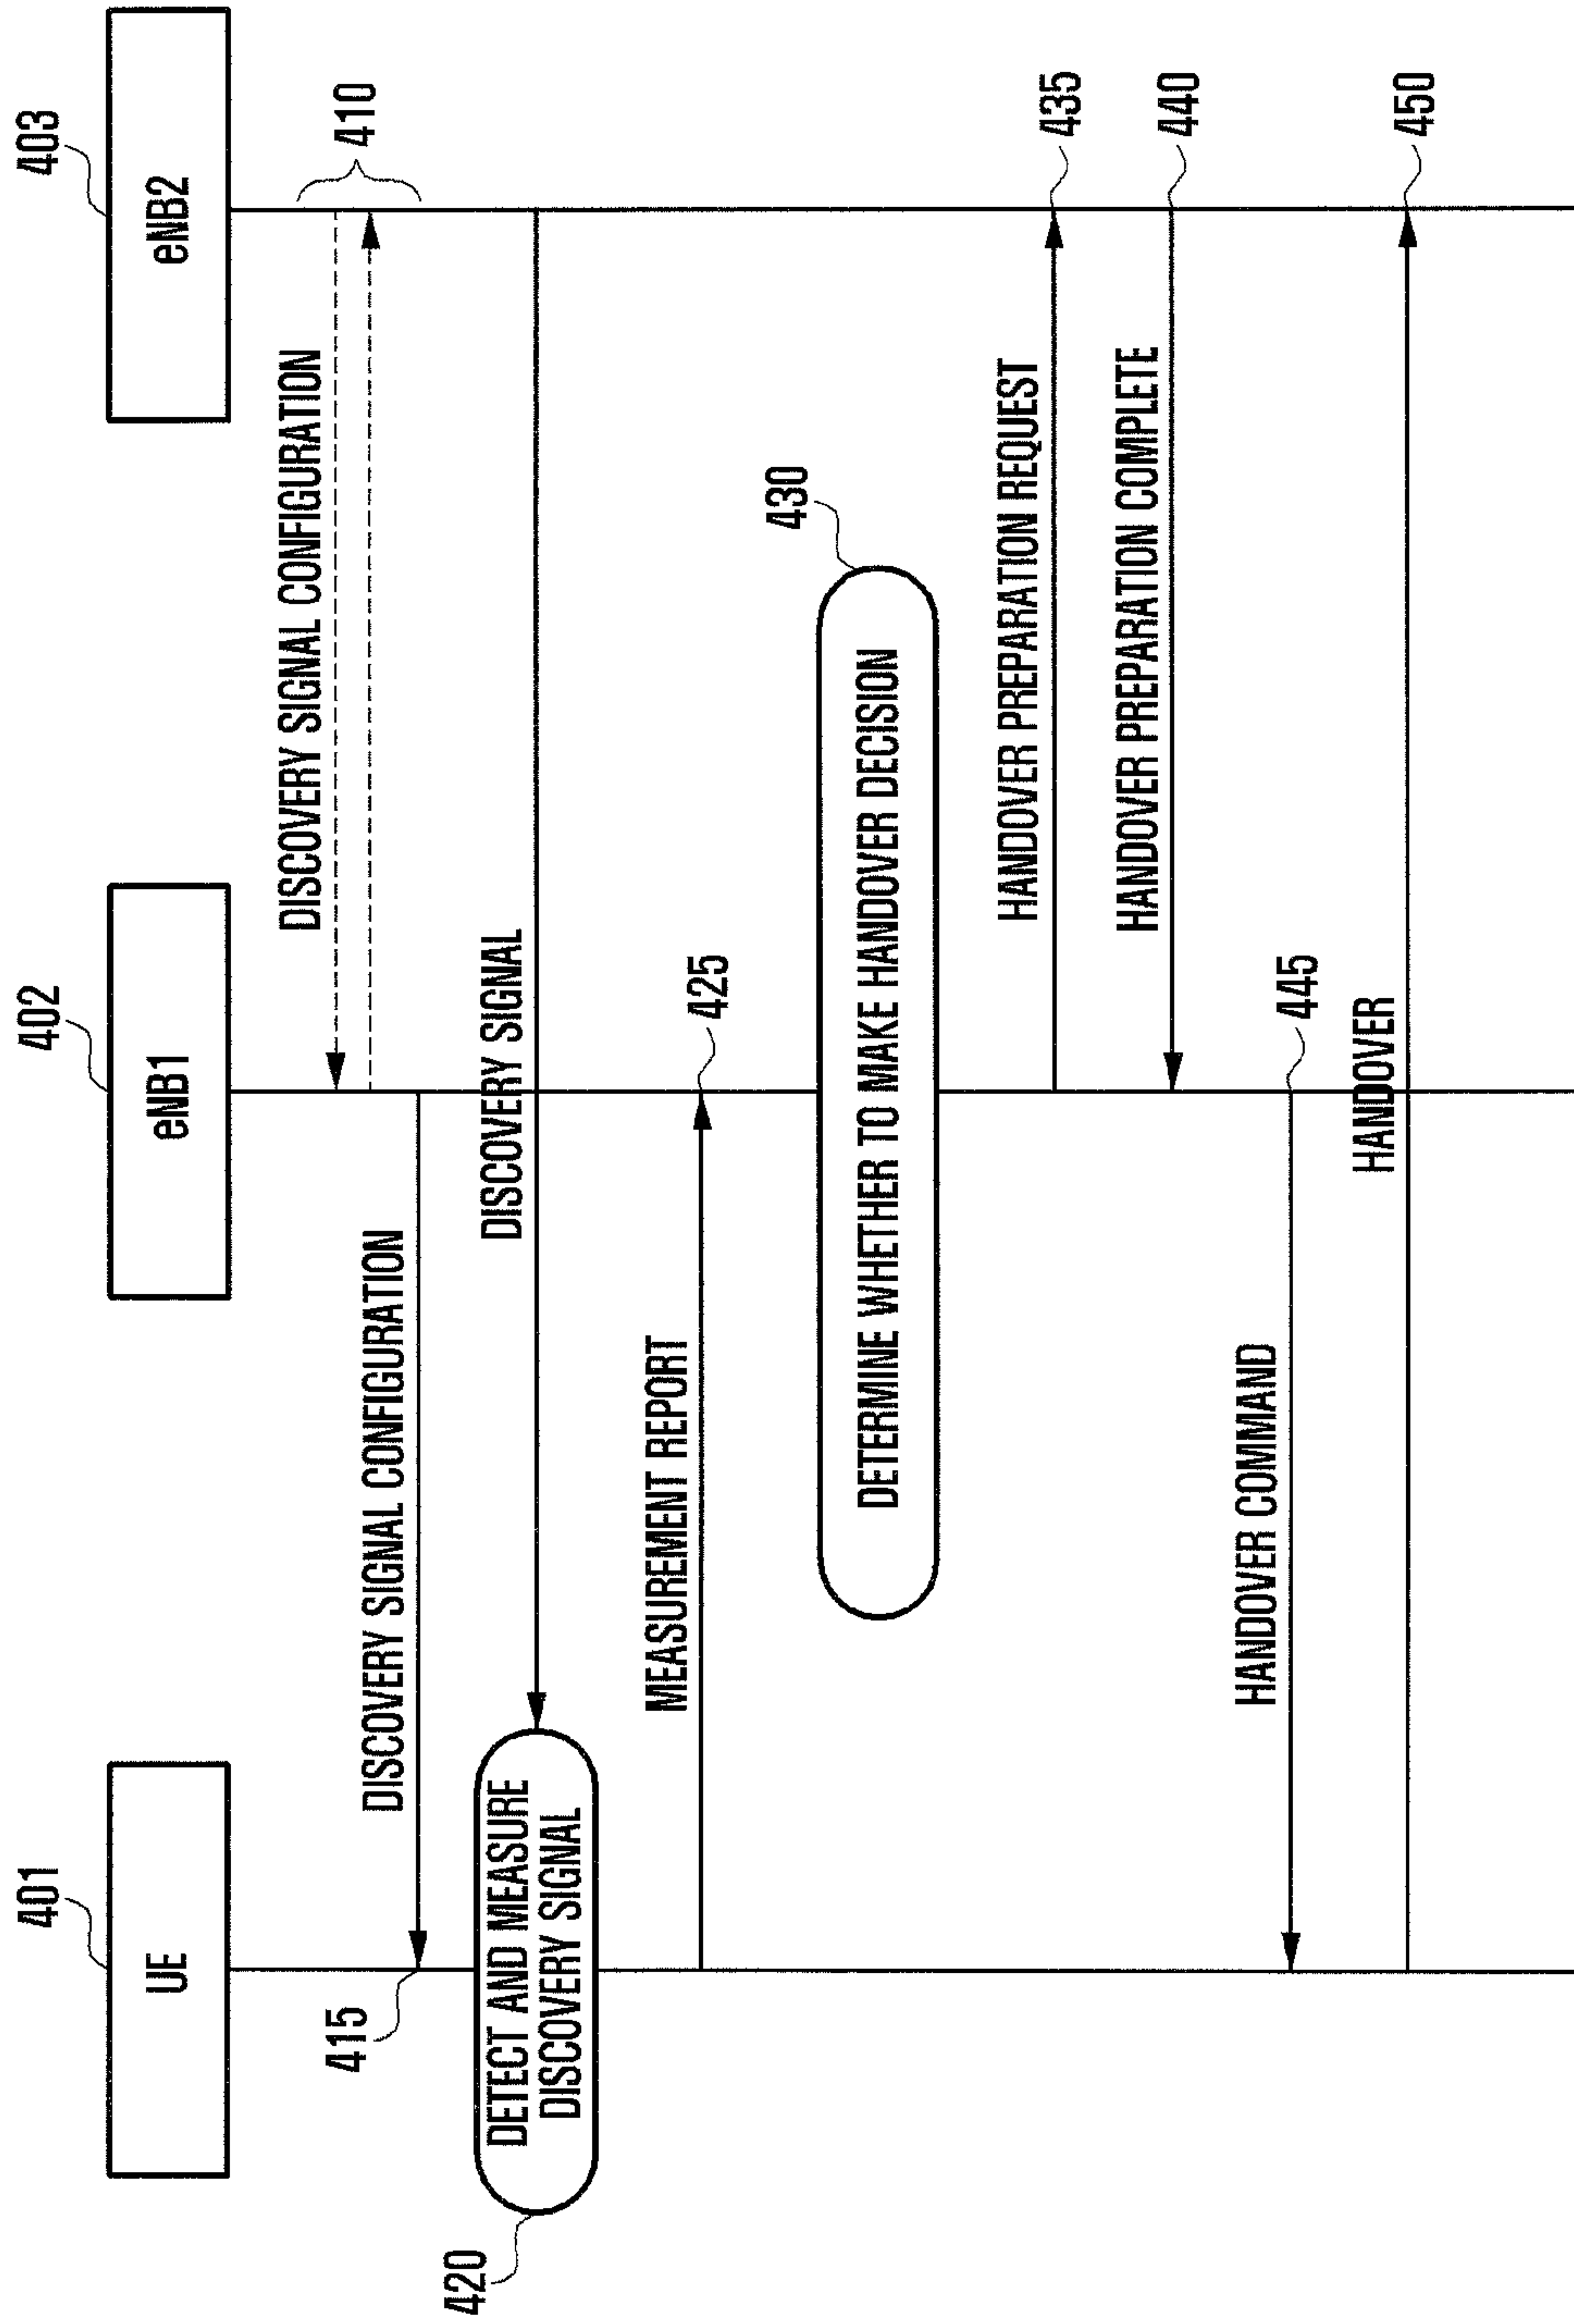 401
402
403
UE
eNB1
eNB2
DISCOVERY SIGNAL CONFIGURATION
410
DISCOVERY SIGNAL CONFIGURATION
415
DISCOVERY SIGNAL
DETECT AND MEASURE
DISCOVERY SIGNAL
420
MEASUREMENT REPORT
425
430
DETERMINE WHETHER TO MAKE HANDOVER DECISION
HANDOVER PREPARATION REQUEST
435
HANDOVER PREPARATION COMPLETE
440
HANDOVER COMMAND
445
HANDOVER
450